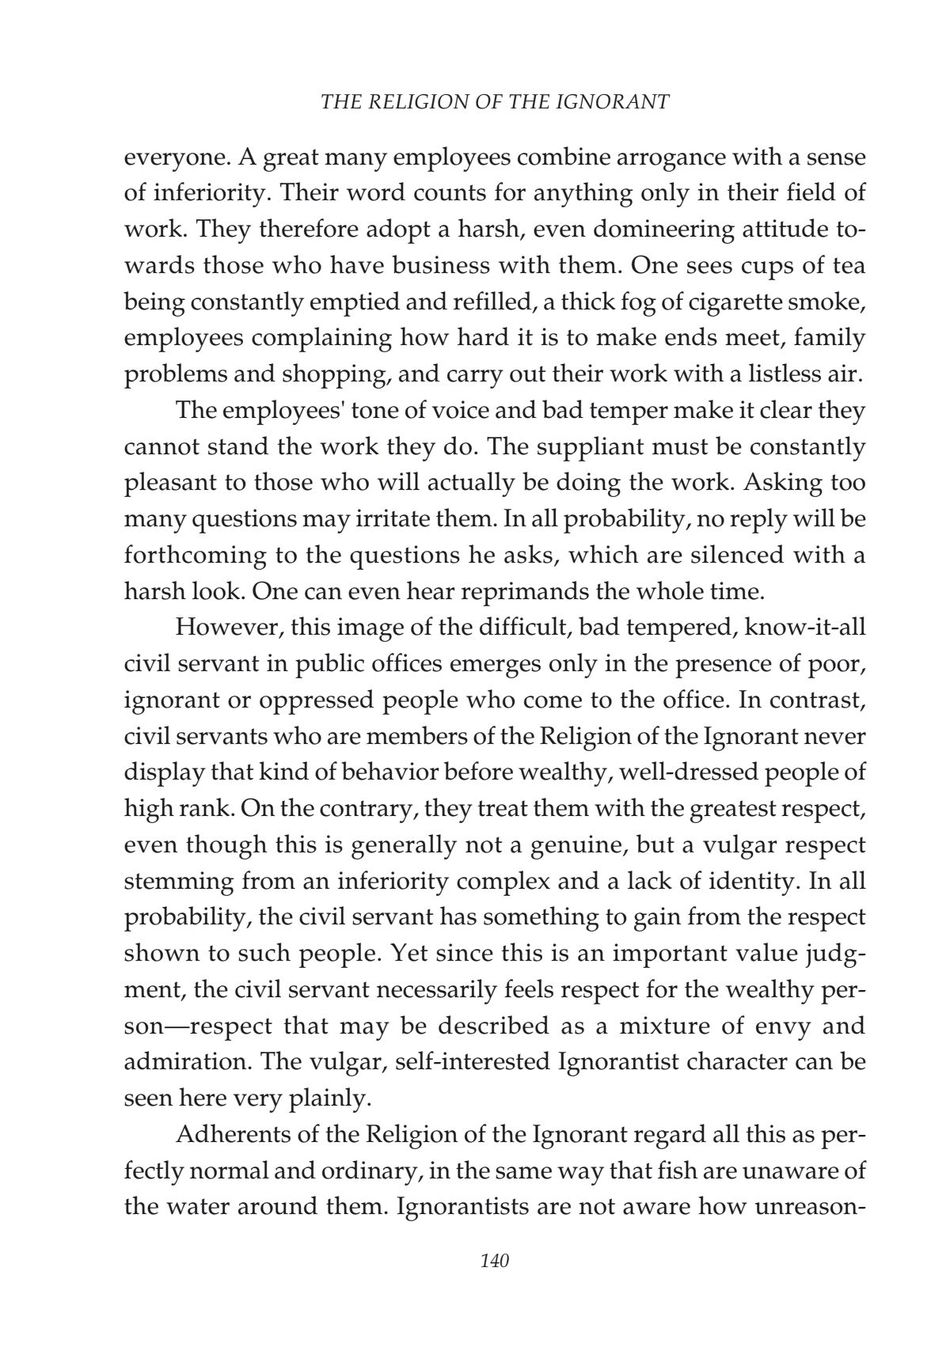 THE RELIGION OF THE IGNORANT
everyone. A great many employees combine arrogance with a sense
of inferiority. Their word counts for anything only in their field of
work. They therefore adopt a harsh, even domineering attitude to-
wards those who have business with them. One sees cups of tea
being constantly emptied and refilled, a thick fog of cigarette smoke,
employees complaining how hard it is to make ends meet, family
problems and shopping, and carry out their work with a listless air.
The employees' tone of voice and bad temper make it clear they
cannot stand the work they do. The suppliant must be constantly
pleasant to those who will actually be doing the work. Asking too
many questions may irritate them. In all probability, no reply will be
forthcoming to the questions he asks, which are silenced with a
harsh look. One can even hear reprimands the whole time.
However, this image of the difficult, bad tempered, know-it-all
civil servant in public offices emerges only in the presence of poor,
ignorant or oppressed people who come to the office. In contrast,
civil servants who are members of the Religion of the Ignorant never
display that kind of behavior before wealthy, well-dressed people of
high rank. On the contrary, they treat them with the greatest respect,
even though this is generally not a genuine, but a vulgar respect
stemming from an inferiority complex and a lack of identity. In all
probability, the civil servant has something to gain from the respect
shown to such people. Yet since this is an important value judg-
ment, the civil servant necessarily feels respect for the wealthy per-
son—respect that may be described as a mixture of envy and
admiration. The vulgar, self-interested Ignorantist character can be
seen here very plainly.
Adherents of the Religion of the Ignorant regard all this as per-
fectly normal and ordinary, in the same way that fish are unaware of
the water around them. Ignorantists are not aware how unreason-
140